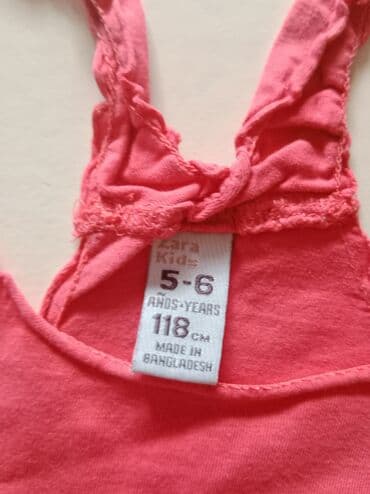 Zara
Kids
5-6
AÑOS•YEARS
118 CM
MADE IN
BANGLADESH